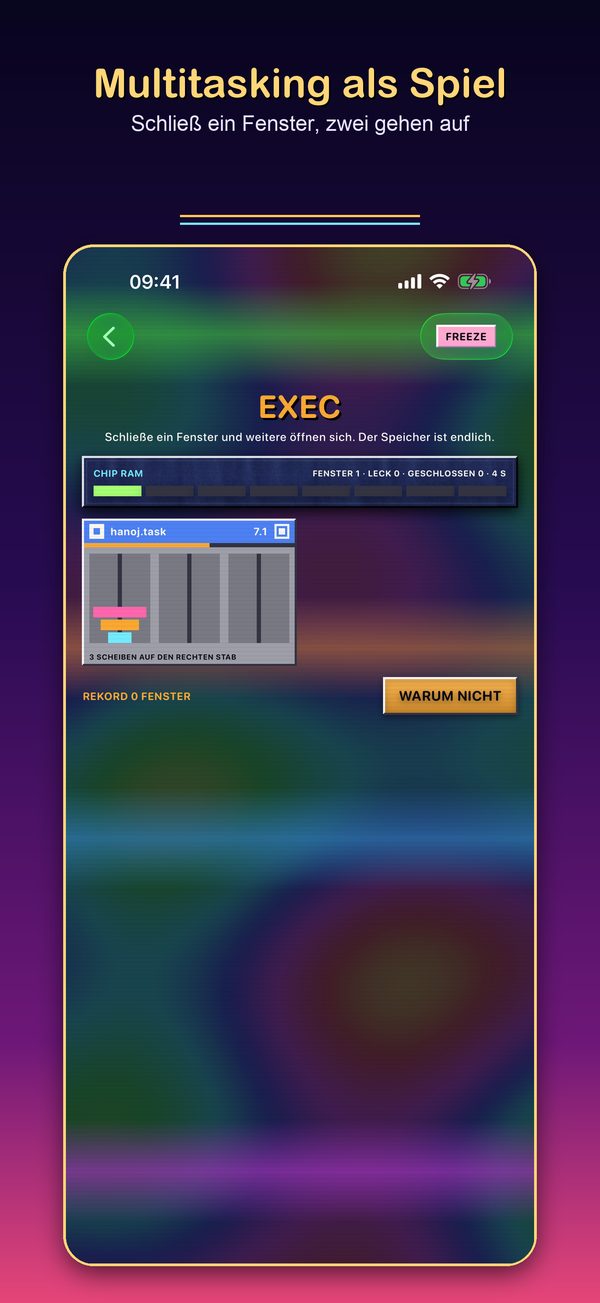 Multitasking als Spiel
Schließ ein Fenster, zwei gehen auf
09:41
FREEZE
EXEC
Schließe ein Fenster und weitere öffnen sich. Der Speicher ist endlich.
CHIP RAM
FENSTER 1 · LECK 0 · GESCHLOSSEN 0 · 4 S
hanoj.task 7.1
3 SCHEIBEN AUF DEN RECHTEN STAB
REKORD 0 FENSTER
WARUM NICHT